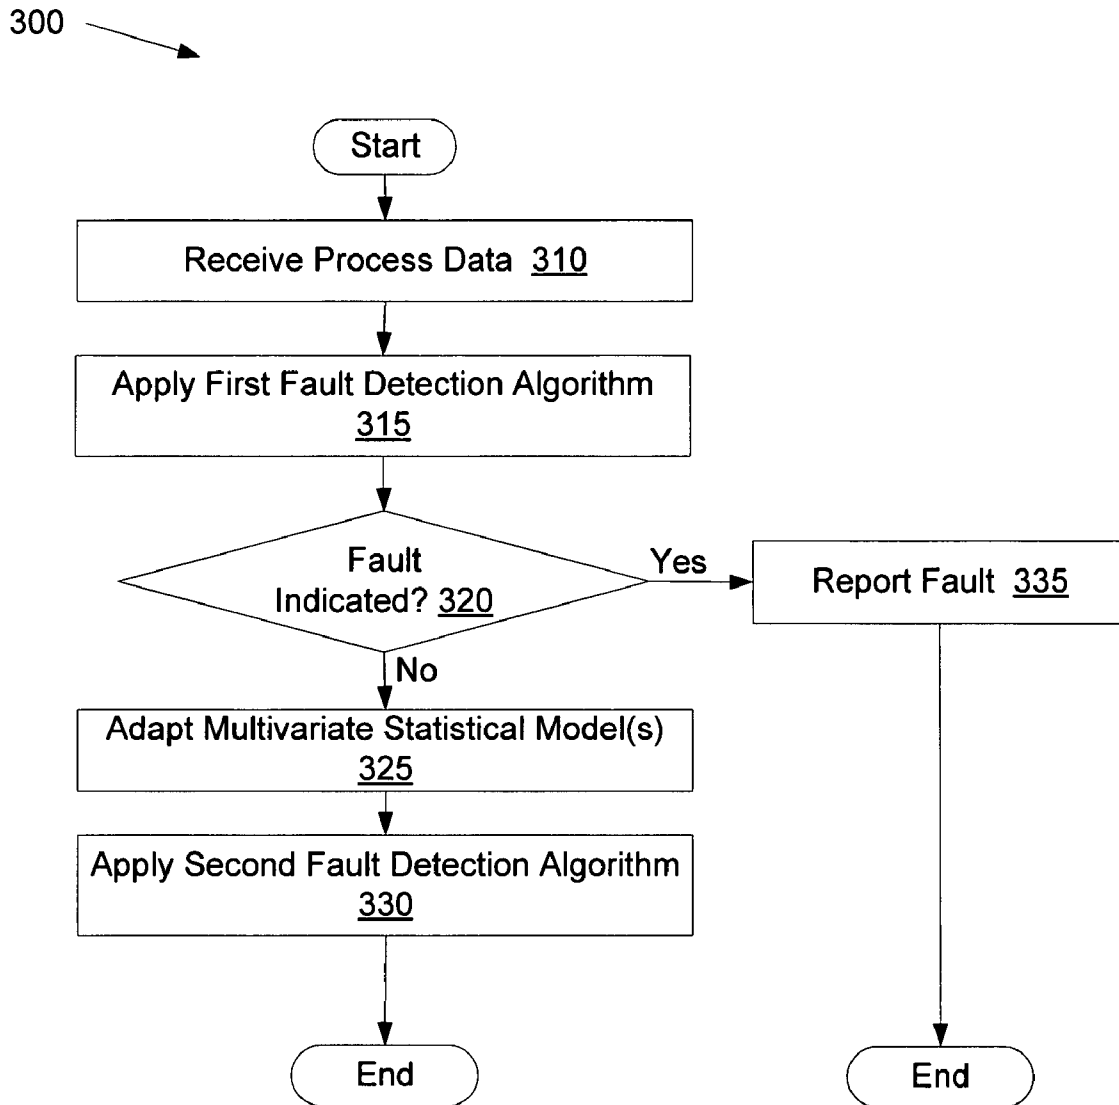 300
Start
Receive Process Data 310
Apply First Fault Detection Algorithm
315
Fault
Indicated? 320
Yes
Report Fault 335
No
Adapt Multivariate Statistical Model(s)
325
Apply Second Fault Detection Algorithm
330
End
End